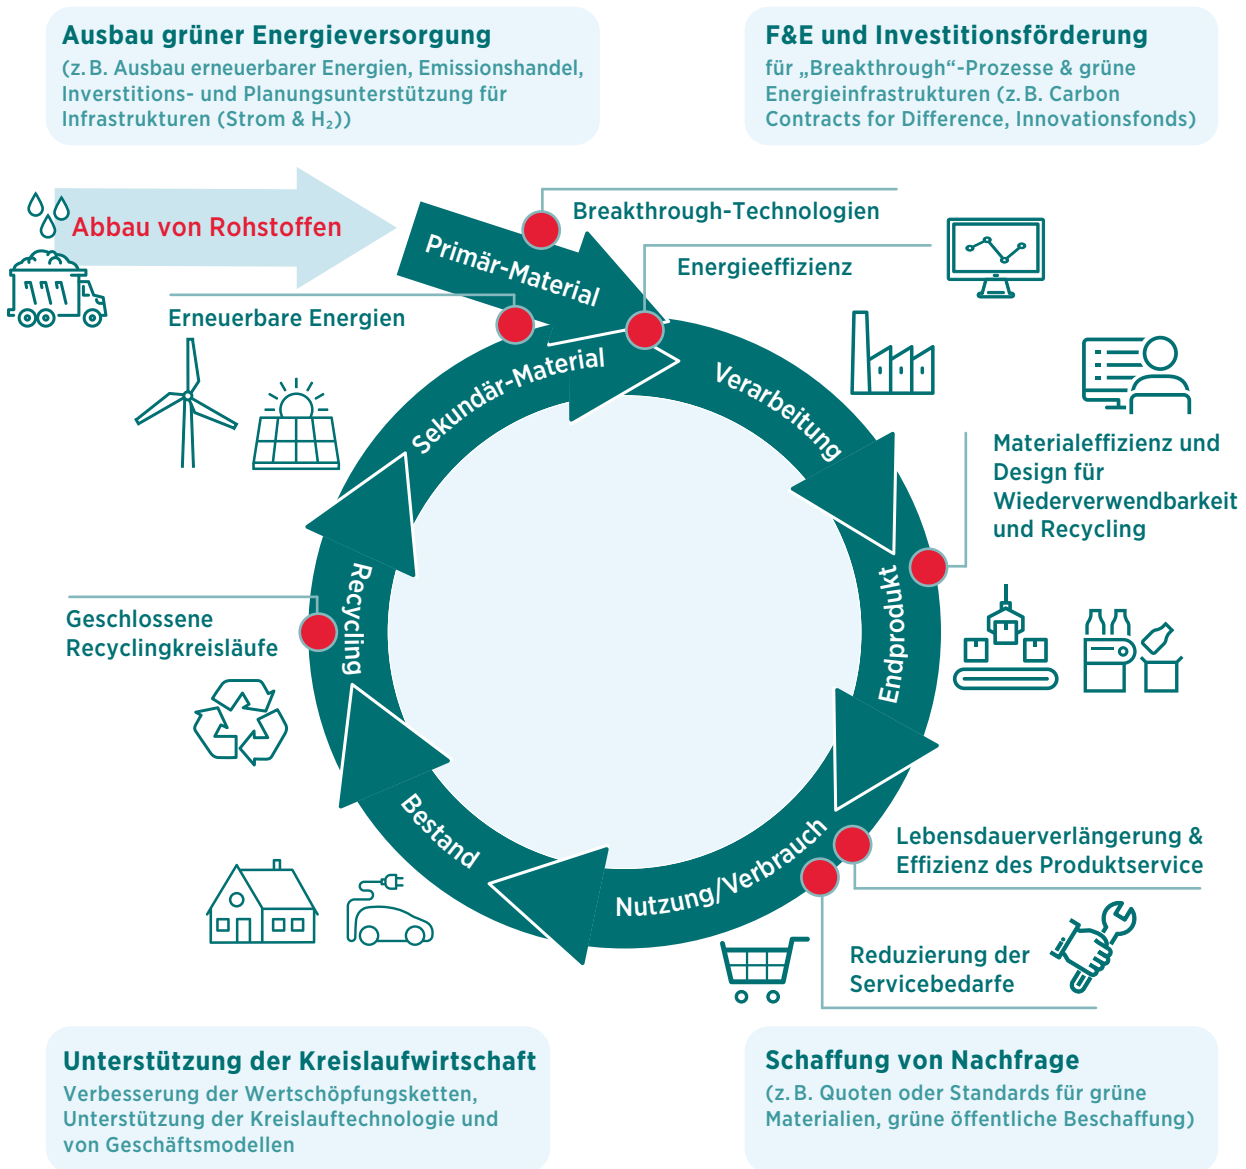 Ausbau grüner Energieversorgung
(z. B. Ausbau erneuerbarer Energien, Emissionshandel,
Inverstitions- und Planungsunterstützung für
Infrastrukturen (Strom & H₂))
F&E und Investitionsförderung
für „Breakthrough“-Prozesse & grüne
Energieinfrastrukturen (z. B. Carbon
Contracts for Difference, Innovationsfonds)
Abbau von Rohstoffen
Primär-Material
Breakthrough-Technologien
Energieeffizienz
Erneuerbare Energien
Sekundär-Material
Verarbeitung
Materialeffizienz und
Design für
Wiederverwendbarkeit
und Recycling
Endprodukt
Recycling
Geschlossene
Recyclingkreisläufe
Bestand
Nutzung/Verbrauch
Lebensdauerverlängerung &
Effizienz des Produktservice
Reduzierung der
Servicebedarfe
Unterstützung der Kreislaufwirtschaft
Verbesserung der Wertschöpfungsketten,
Unterstützung der Kreislauftechnologie und
von Geschäftsmodellen
Schaffung von Nachfrage
(z. B. Quoten oder Standards für grüne
Materialien, grüne öffentliche Beschaffung)